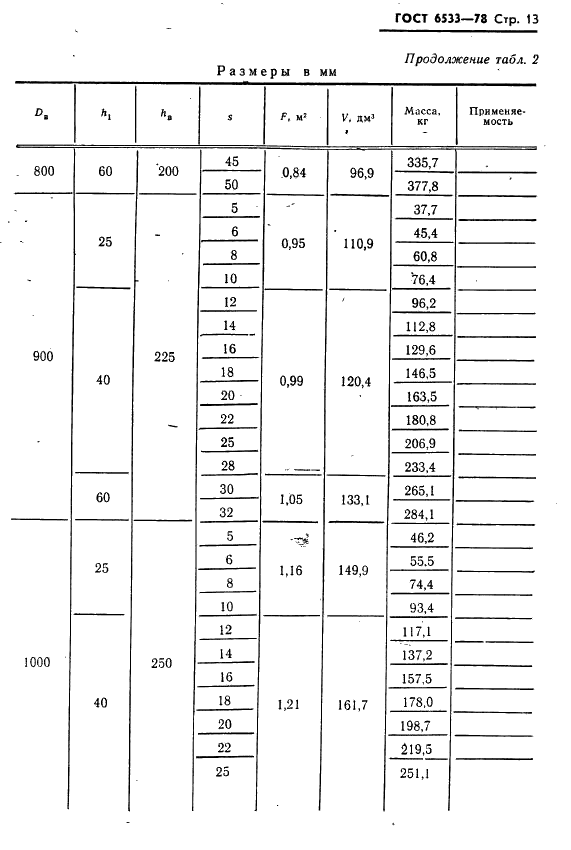 ГОСТ 6533—78 Стр. 13
Продолжение табл. 2
Размеры в мм
Dв h1 hв s F, м² V, дм³ Масса, кг Применяемость
800 60 200 45 0,84 96,9 335,7
50 377,8
5 37,7
25 6 0,95 110,9 45,4
8 60,8
10 76,4
12 96,2
14 112,8
900 225 16 129,6
40 18 0,99 120,4 146,5
20 163,5
22 180,8
25 206,9
28 233,4
60 30 1,05 133,1 265,1
32 284,1
5 46,2
25 6 1,16 149,9 55,5
8 74,4
10 93,4
12 117,1
1000 250 14 137,2
16 157,5
40 18 1,21 161,7 178,0
20 198,7
22 219,5
25 251,1